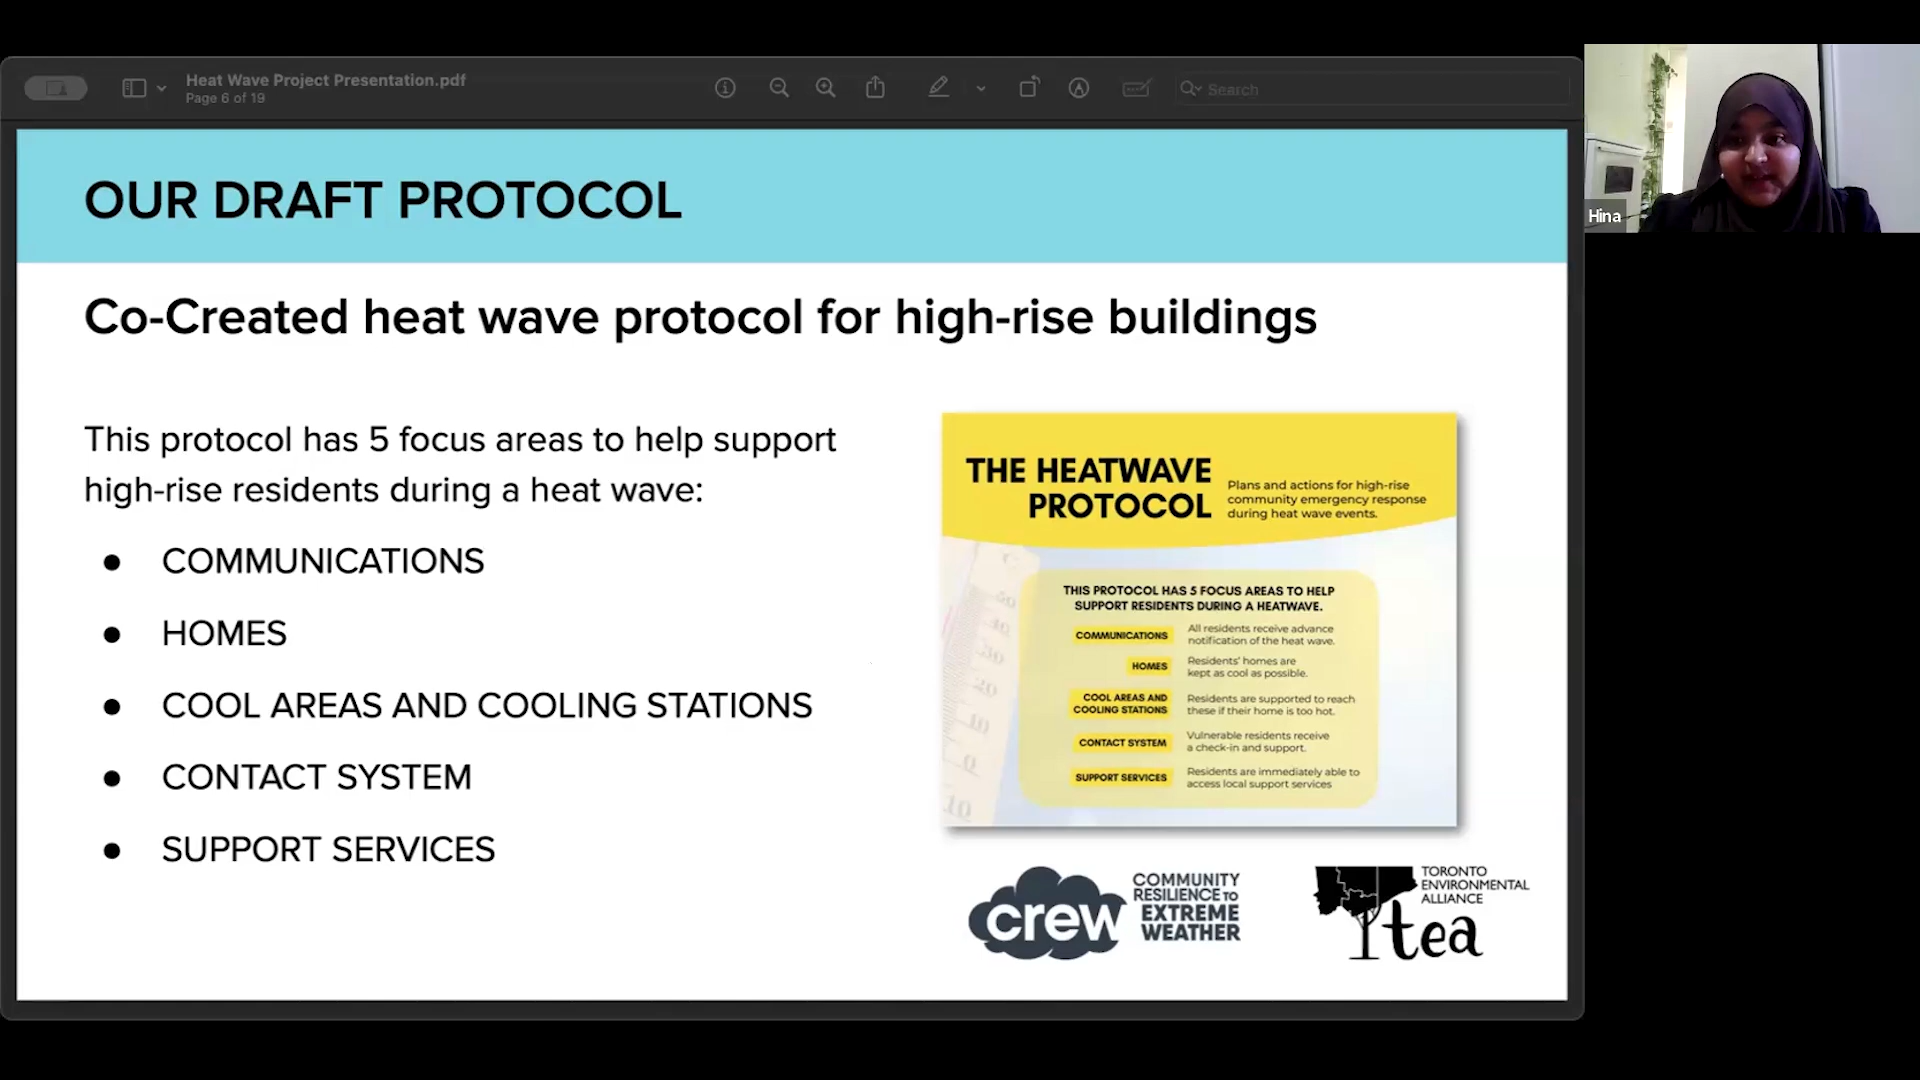 Heat Wave Project Presentation.pdf
Page 6 of 19
Search
OUR DRAFT PROTOCOL
Co-Created heat wave protocol for high-rise buildings
This protocol has 5 focus areas to help support
high-rise residents during a heat wave:
● COMMUNICATIONS
● HOMES
● COOL AREAS AND COOLING STATIONS
● CONTACT SYSTEM
● SUPPORT SERVICES
THE HEATWAVE
PROTOCOL
Plans and actions for high-rise
community emergency response
during heat wave events.
THIS PROTOCOL HAS 5 FOCUS AREAS TO HELP
SUPPORT RESIDENTS DURING A HEATWAVE.
COMMUNICATIONS
All residents receive advance
notification of the heat wave.
HOMES
Residents' homes are
kept as cool as possible.
COOL AREAS AND
COOLING STATIONS
Residents are supported to reach
these if their home is too hot.
CONTACT SYSTEM
Vulnerable residents receive
a check-in and support.
SUPPORT SERVICES
Residents are immediately able to
access local support services
crew
COMMUNITY
RESILIENCE TO
EXTREME
WEATHER
TORONTO
ENVIRONMENTAL
ALLIANCE
tea
Hina